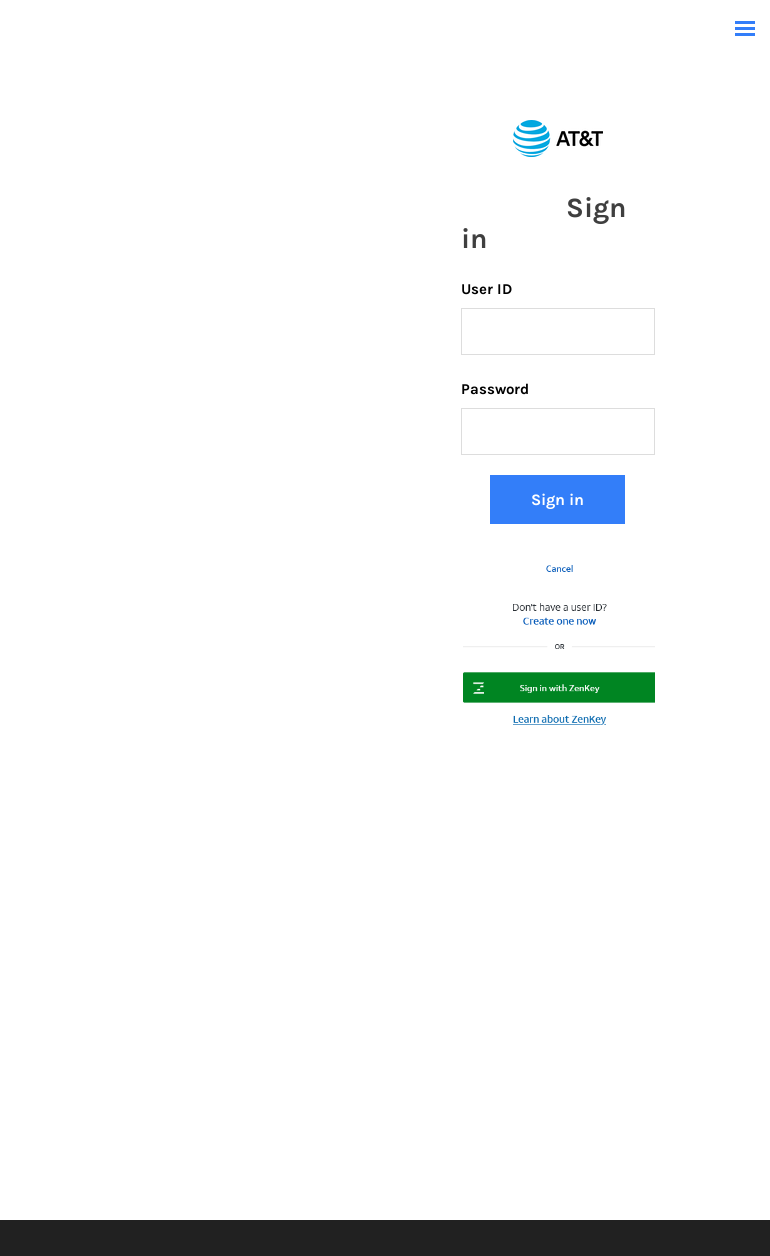 AT&T
Sign
in
User ID
Password
Sign in
Cancel
Don't have a user ID?
Create one now
OR
Sign in with ZenKey
Learn about ZenKey